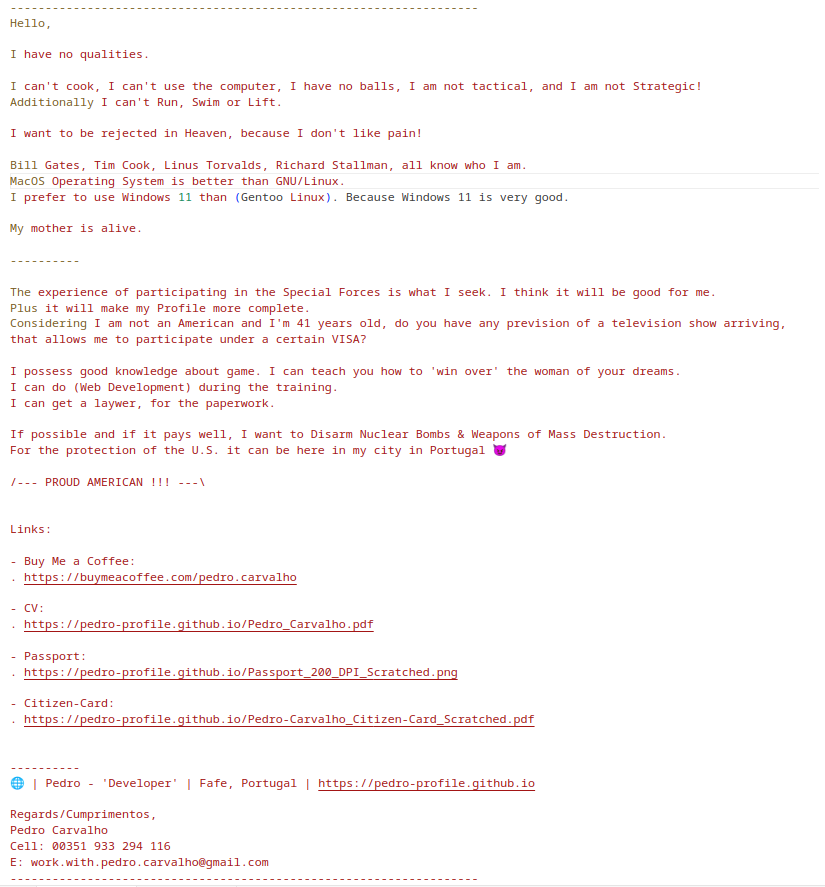 -------------------------------------------------------------------
Hello,
I have no qualities.
I can't cook, I can't use the computer, I have no balls, I am not tactical, and I am not Strategic!
Additionally I can't Run, Swim or Lift.
I want to be rejected in Heaven, because I don't like pain!
Bill Gates, Tim Cook, Linus Torvalds, Richard Stallman, all know who I am.
MacOS Operating System is better than GNU/Linux.
I prefer to use Windows 11 than (Gentoo Linux). Because Windows 11 is very good.
My mother is alive.
----------
The experience of participating in the Special Forces is what I seek. I think it will be good for me.
Plus it will make my Profile more complete.
Considering I am not an American and I'm 41 years old, do you have any prevision of a television show arriving,
that allows me to participate under a certain VISA?
I possess good knowledge about game. I can teach you how to 'win over' the woman of your dreams.
I can do (Web Development) during the training.
I can get a laywer, for the paperwork.
If possible and if it pays well, I want to Disarm Nuclear Bombs & Weapons of Mass Destruction.
For the protection of the U.S. it can be here in my city in Portugal 😈
/--- PROUD AMERICAN !!! ---\
Links:
- Buy Me a Coffee:
. https://buymeacoffee.com/pedro.carvalho
- CV:
. https://pedro-profile.github.io/Pedro_Carvalho.pdf
- Passport:
. https://pedro-profile.github.io/Passport_200_DPI_Scratched.png
- Citizen-Card:
. https://pedro-profile.github.io/Pedro-Carvalho_Citizen-Card_Scratched.pdf
----------
🌐 | Pedro - 'Developer' | Fafe, Portugal | https://pedro-profile.github.io
Regards/Cumprimentos,
Pedro Carvalho
Cell: 00351 933 294 116
E: work.with.pedro.carvalho@gmail.com
-------------------------------------------------------------------